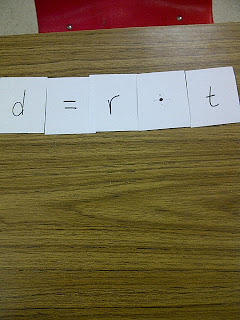 d = r · t